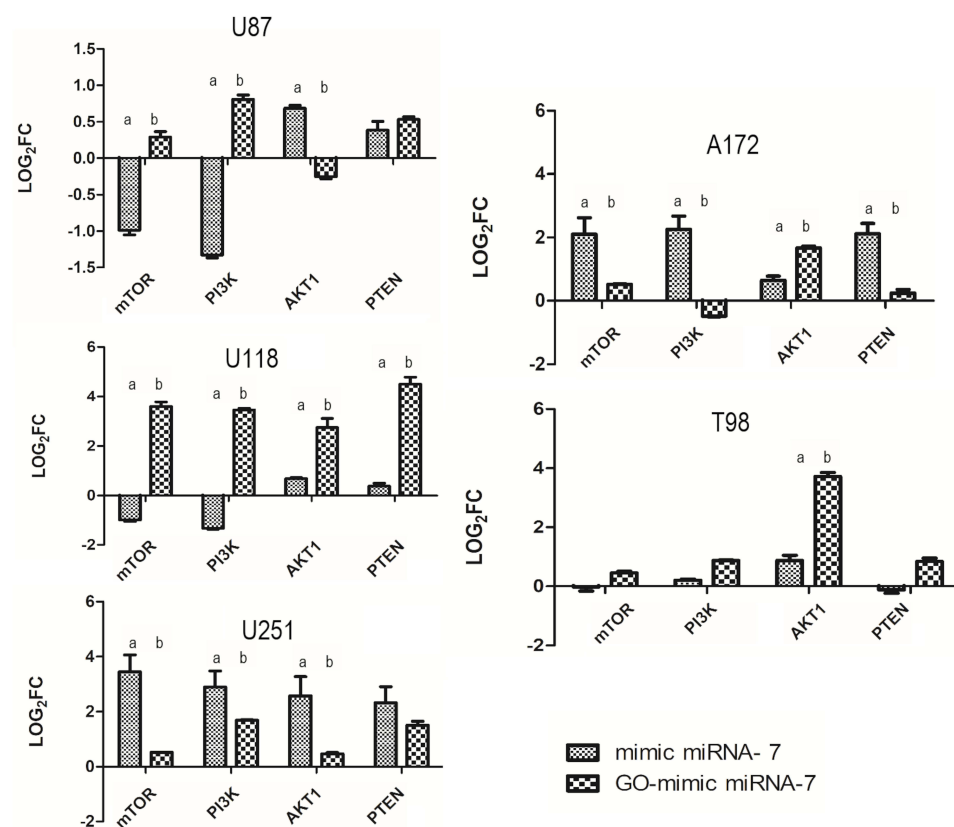 U87
LOG₂FC
1.5
1.0
0.5
0.0
-0.5
-1.0
-1.5
a b
a b
a b
mTOR
PI3K
AKT1
PTEN
U118
LOG₂FC
6
4
2
0
-2
a b
a b
a b
a b
mTOR
PI3K
AKT1
PTEN
U251
LOG₂FC
6
4
2
0
-2
a b
a b
a b
mTOR
PI3K
AKT1
PTEN
A172
LOG₂FC
6
4
2
0
-2
a b
a b
a b
a b
mTOR
PI3K
AKT1
PTEN
T98
LOG₂FC
6
4
2
0
-2
a b
mTOR
PI3K
AKT1
PTEN
mimic miRNA- 7
GO-mimic miRNA-7